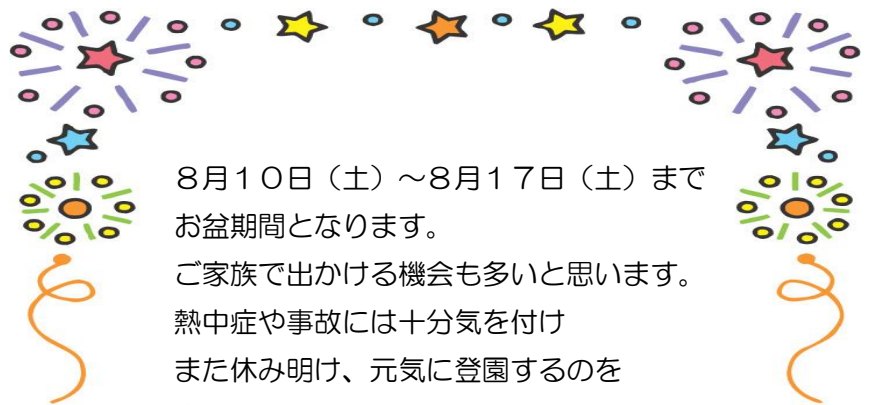 ８月１０日（土）～８月１７日（土）まで
お盆期間となります。
ご家族で出かける機会も多いと思います。
熱中症や事故には十分気を付け
また休み明け、元気に登園するのを